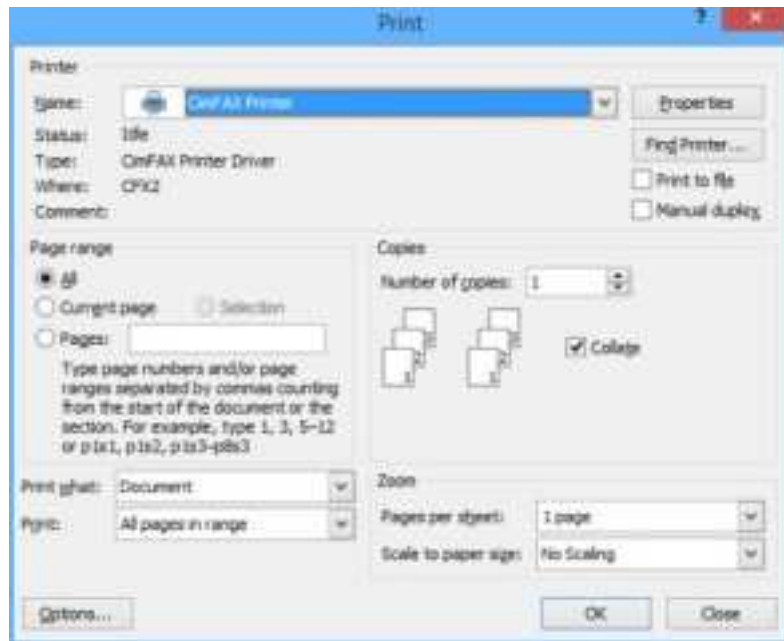 Print
?
Printer
Name: CimFAX Printer
Properties
Status: Idle
Find Printer...
Type: CimFAX Printer Driver
Where: CFX2
Print to file
Comment:
Manual duplex
Page range
All
Current page Selection
Pages:
Type page numbers and/or page
ranges separated by commas counting
from the start of the document or the
section. For example, type 1, 3, 5-12
or p1s1, p1s2, p1s3-p8s3
Copies
Number of copies: 1
Collate
Print what: Document
Print: All pages in range
Zoom
Pages per sheet: 1 page
Scale to paper size: No Scaling
Options...
OK
Close